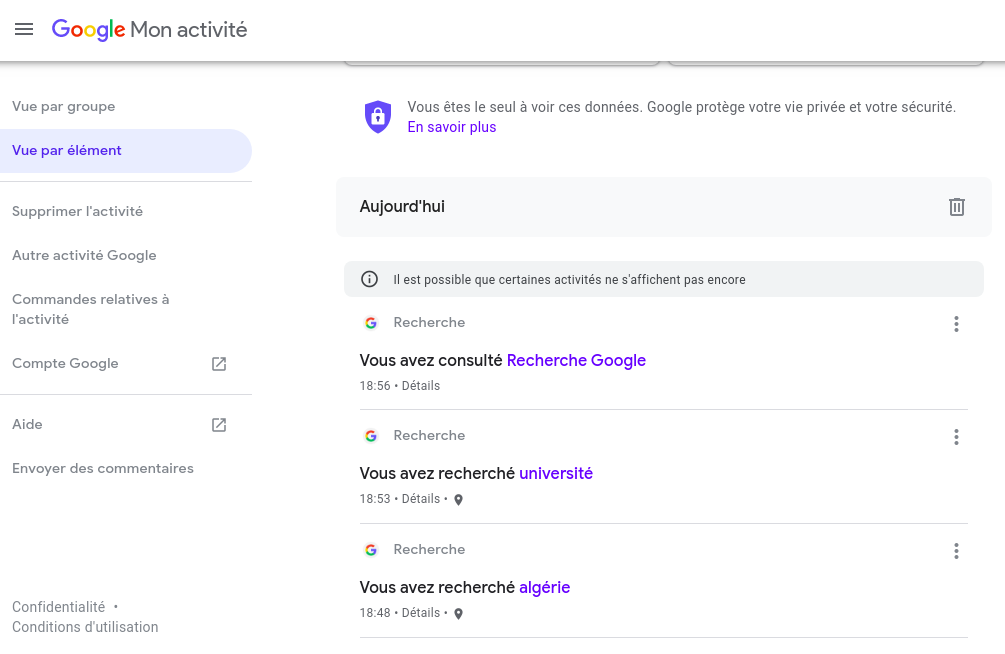 Google Mon activité
Vue par groupe
Vue par élément
Supprimer l'activité
Autre activité Google
Commandes relatives à
l'activité
Compte Google
Aide
Envoyer des commentaires
Confidentialité •
Conditions d'utilisation
Vous êtes le seul à voir ces données. Google protège votre vie privée et votre sécurité.
En savoir plus
Aujourd'hui
Il est possible que certaines activités ne s'affichent pas encore
Recherche
Vous avez consulté Recherche Google
18:56 • Détails
Recherche
Vous avez recherché université
18:53 • Détails •
Recherche
Vous avez recherché algérie
18:48 • Détails •